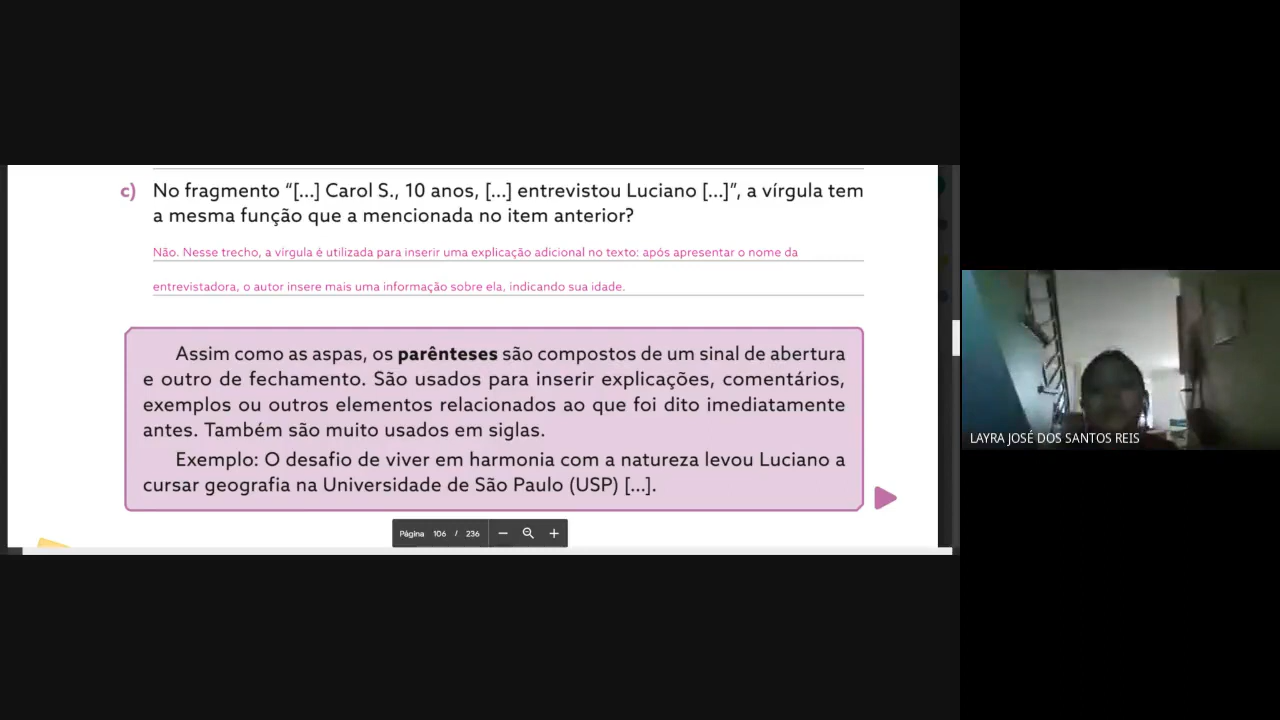 c) No fragmento “[...] Carol S., 10 anos, [...] entrevistou Luciano [...]”, a vírgula tem
a mesma função que a mencionada no item anterior?
Não. Nesse trecho, a vírgula é utilizada para inserir uma explicação adicional no texto: após apresentar o nome da
entrevistadora, o autor insere mais uma informação sobre ela, indicando sua idade.
Assim como as aspas, os parênteses são compostos de um sinal de abertura
e outro de fechamento. São usados para inserir explicações, comentários,
exemplos ou outros elementos relacionados ao que foi dito imediatamente
antes. Também são muito usados em siglas.
Exemplo: O desafio de viver em harmonia com a natureza levou Luciano a
cursar geografia na Universidade de São Paulo (USP) [...].
Página 106 / 236
LAYRA JOSÉ DOS SANTOS REIS